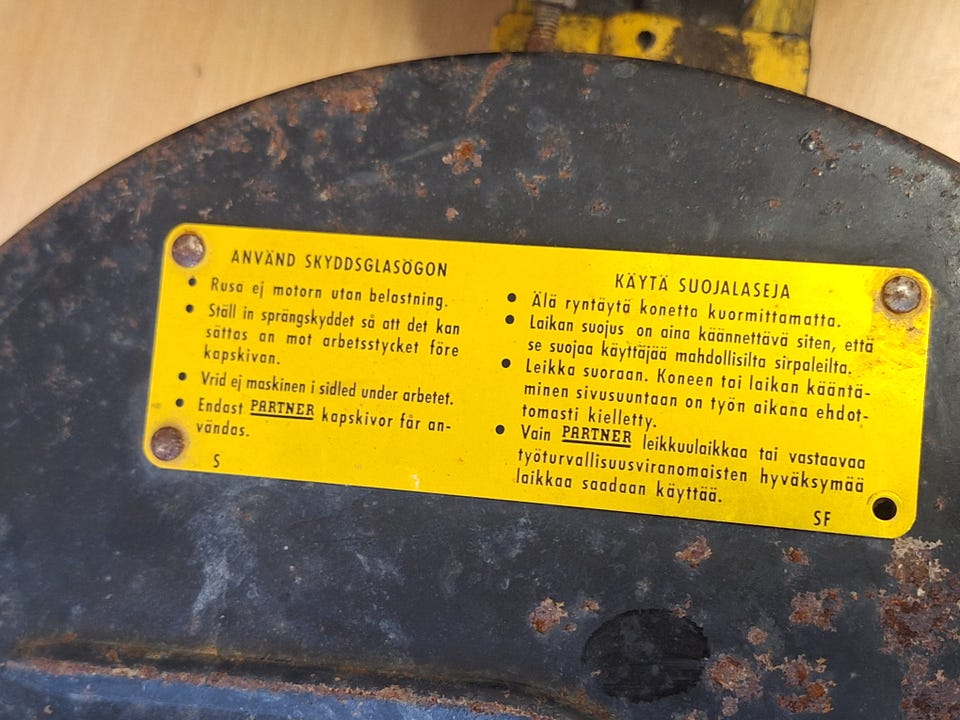 ANVÄND SKYDDSGLASÖGON
• Rusa ej motorn utan belastning.
• Ställ in sprängskyddet så att det kan
sättas an mot arbetsstycket före
kapskivan.
• Vrid ej maskinen i sidled under arbetet.
• Endast PARTNER kapskivor får an-
vändas.
S
KÄYTÄ SUOJALASEJA
• Älä ryntäytä konetta kuormittamatta.
• Laikan suojus on aina käännettävä siten, että
se suojaa käyttäjää mahdollisilta sirpaleilta.
• Leikka suoraan. Koneen tai laikan kääntä-
minen sivusuuntaan on työn aikana ehdot-
tomasti kielletty.
• Vain PARTNER leikkuulaikkaa tai vastaavaa
työturvallisuusviranomaisten hyväksymää
laikkaa saadaan käyttää.
SF